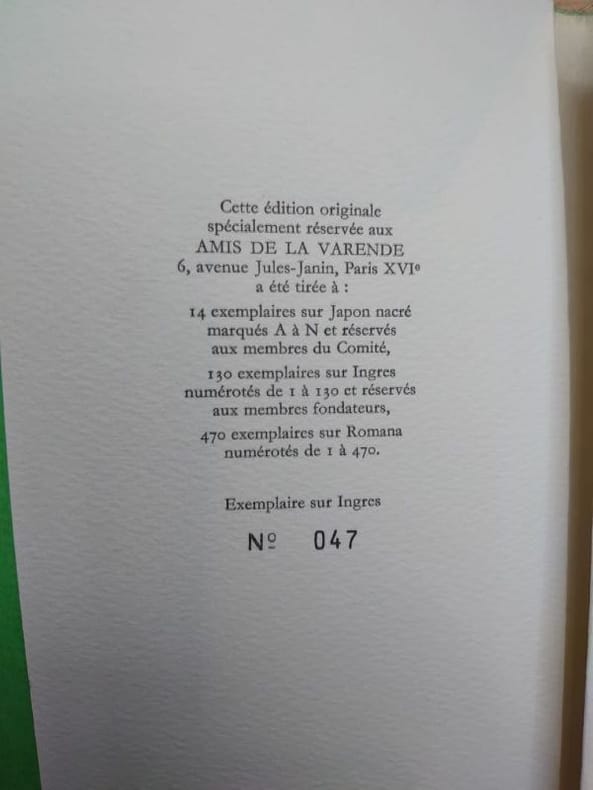 Cette édition originale
spécialement réservée aux
AMIS DE LA VARENDE
6, avenue Jules-Janin, Paris XVIe
a été tirée à :
14 exemplaires sur Japon nacré
marqués A à N et réservés
aux membres du Comité,
130 exemplaires sur Ingres
numérotés de 1 à 130 et réservés
aux membres fondateurs,
470 exemplaires sur Romana
numérotés de 1 à 470.
Exemplaire sur Ingres
Nº 047